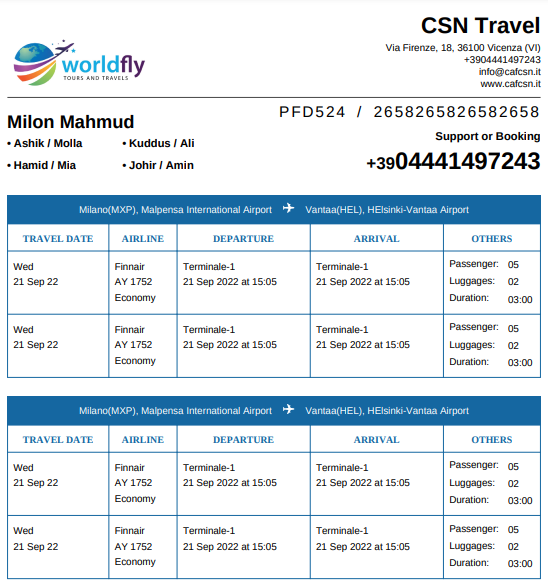 CSN Travel
Via Firenze, 18, 36100 Vicenza (VI)
+3904441497243
info@cafcsn.it
www.cafcsn.it
worldfly
TOURS AND TRAVELS
PFD524 / 2658265826582658
Milon Mahmud
Support or Booking
• Ashik / Molla • Kuddus / Ali
• Hamid / Mia • Johir / Amin
+3904441497243
Milano(MXP), Malpensa International Airport ✈ Vantaa(HEL), HElsinki-Vantaa Airport
TRAVEL DATE AIRLINE DEPARTURE ARRIVAL OTHERS
Wed Finnair Terminale-1 Terminale-1 Passenger: 05
21 Sep 22 AY 1752 21 Sep 2022 at 15:05 21 Sep 2022 at 15:05 Luggages: 02
Economy Duration: 03:00
Wed Finnair Terminale-1 Terminale-1 Passenger: 05
21 Sep 22 AY 1752 21 Sep 2022 at 15:05 21 Sep 2022 at 15:05 Luggages: 02
Economy Duration: 03:00
Milano(MXP), Malpensa International Airport ✈ Vantaa(HEL), HElsinki-Vantaa Airport
TRAVEL DATE AIRLINE DEPARTURE ARRIVAL OTHERS
Wed Finnair Terminale-1 Terminale-1 Passenger: 05
21 Sep 22 AY 1752 21 Sep 2022 at 15:05 21 Sep 2022 at 15:05 Luggages: 02
Economy Duration: 03:00
Wed Finnair Terminale-1 Terminale-1 Passenger: 05
21 Sep 22 AY 1752 21 Sep 2022 at 15:05 21 Sep 2022 at 15:05 Luggages: 02
Economy Duration: 03:00